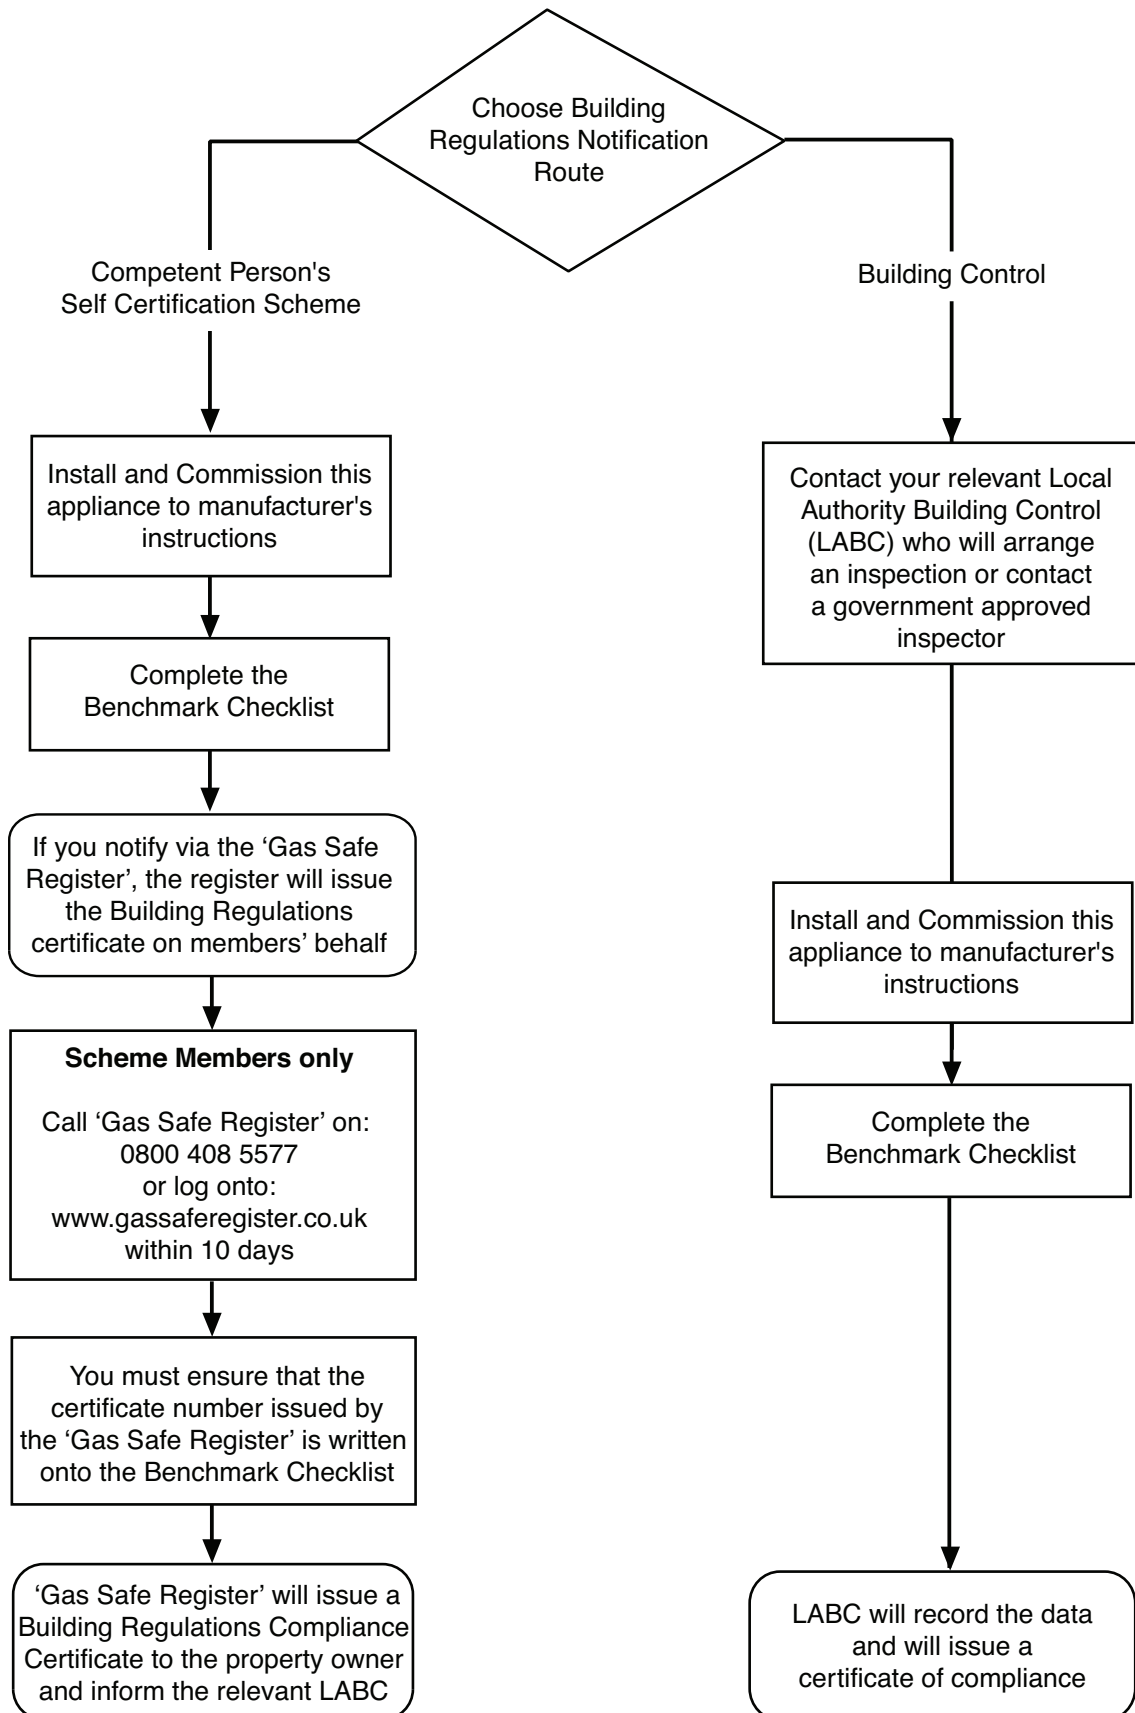 Choose Building
Regulations Notification
Route
Competent Person's
Self Certification Scheme
Building Control
Install and Commission this
appliance to manufacturer's
instructions
Complete the
Benchmark Checklist
If you notify via the ‘Gas Safe
Register’, the register will issue
the Building Regulations
certificate on members’ behalf
Scheme Members only
Call ‘Gas Safe Register’ on:
0800 408 5577
or log onto:
www.gassaferegister.co.uk
within 10 days
You must ensure that the
certificate number issued by
the ‘Gas Safe Register’ is written
onto the Benchmark Checklist
‘Gas Safe Register’ will issue a
Building Regulations Compliance
Certificate to the property owner
and inform the relevant LABC
Contact your relevant Local
Authority Building Control
(LABC) who will arrange
an inspection or contact
a government approved
inspector
Install and Commission this
appliance to manufacturer's
instructions
Complete the
Benchmark Checklist
LABC will record the data
and will issue a
certificate of compliance